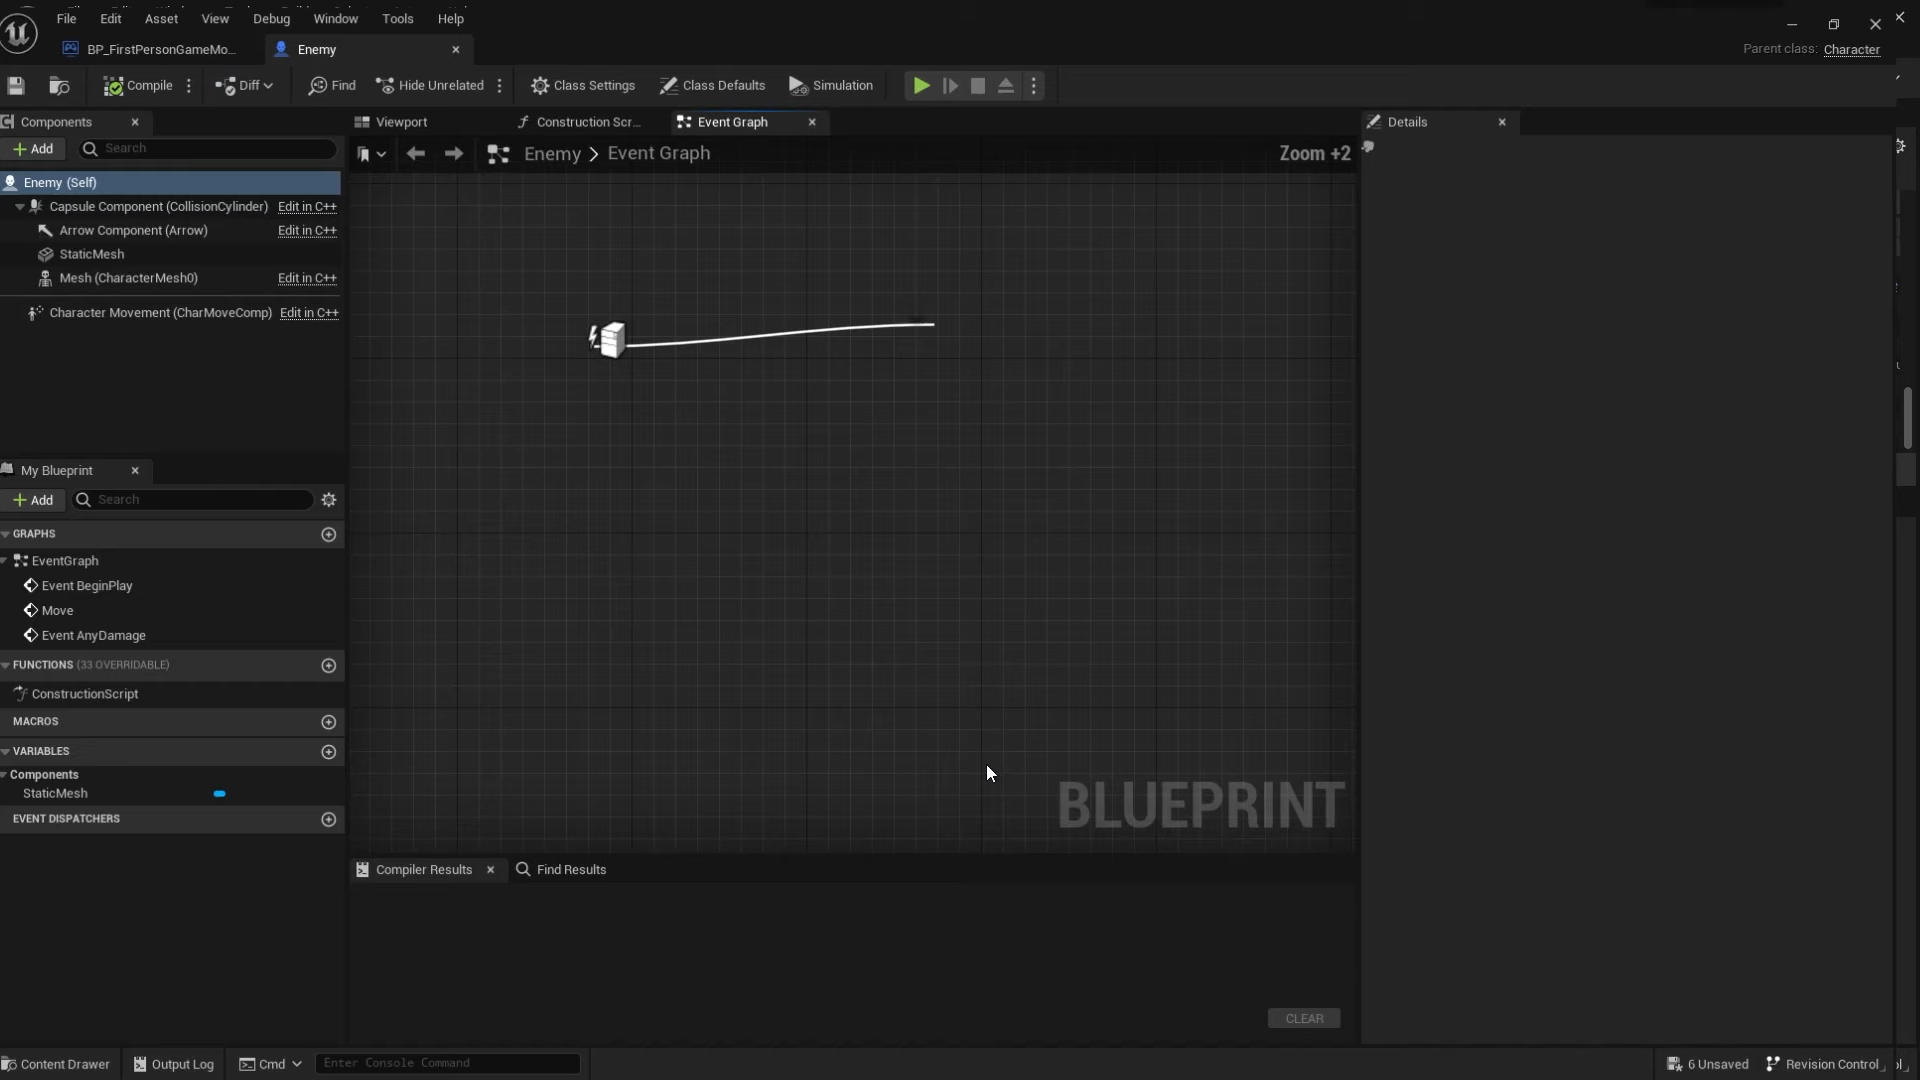 File Edit Asset View Debug Window Tools Help
BP_FirstPersonGameMo...
Enemy
Parent class: Character
Compile
Diff
Find
Hide Unrelated
Class Settings
Class Defaults
Simulation
Components
Add
Search
Enemy (Self)
Capsule Component (CollisionCylinder) Edit in C++
Arrow Component (Arrow) Edit in C++
StaticMesh
Mesh (CharacterMesh0) Edit in C++
Character Movement (CharMoveComp) Edit in C++
Viewport
Construction Scr...
Event Graph
Enemy > Event Graph
Zoom +2
BLUEPRINT
Details
My Blueprint
Add
Search
GRAPHS
EventGraph
Event BeginPlay
Move
Event AnyDamage
FUNCTIONS (33 OVERRIDABLE)
ConstructionScript
MACROS
VARIABLES
Components
StaticMesh
EVENT DISPATCHERS
Compiler Results
Find Results
CLEAR
Content Drawer
Output Log
Cmd
Enter Console Command
6 Unsaved
Revision Control